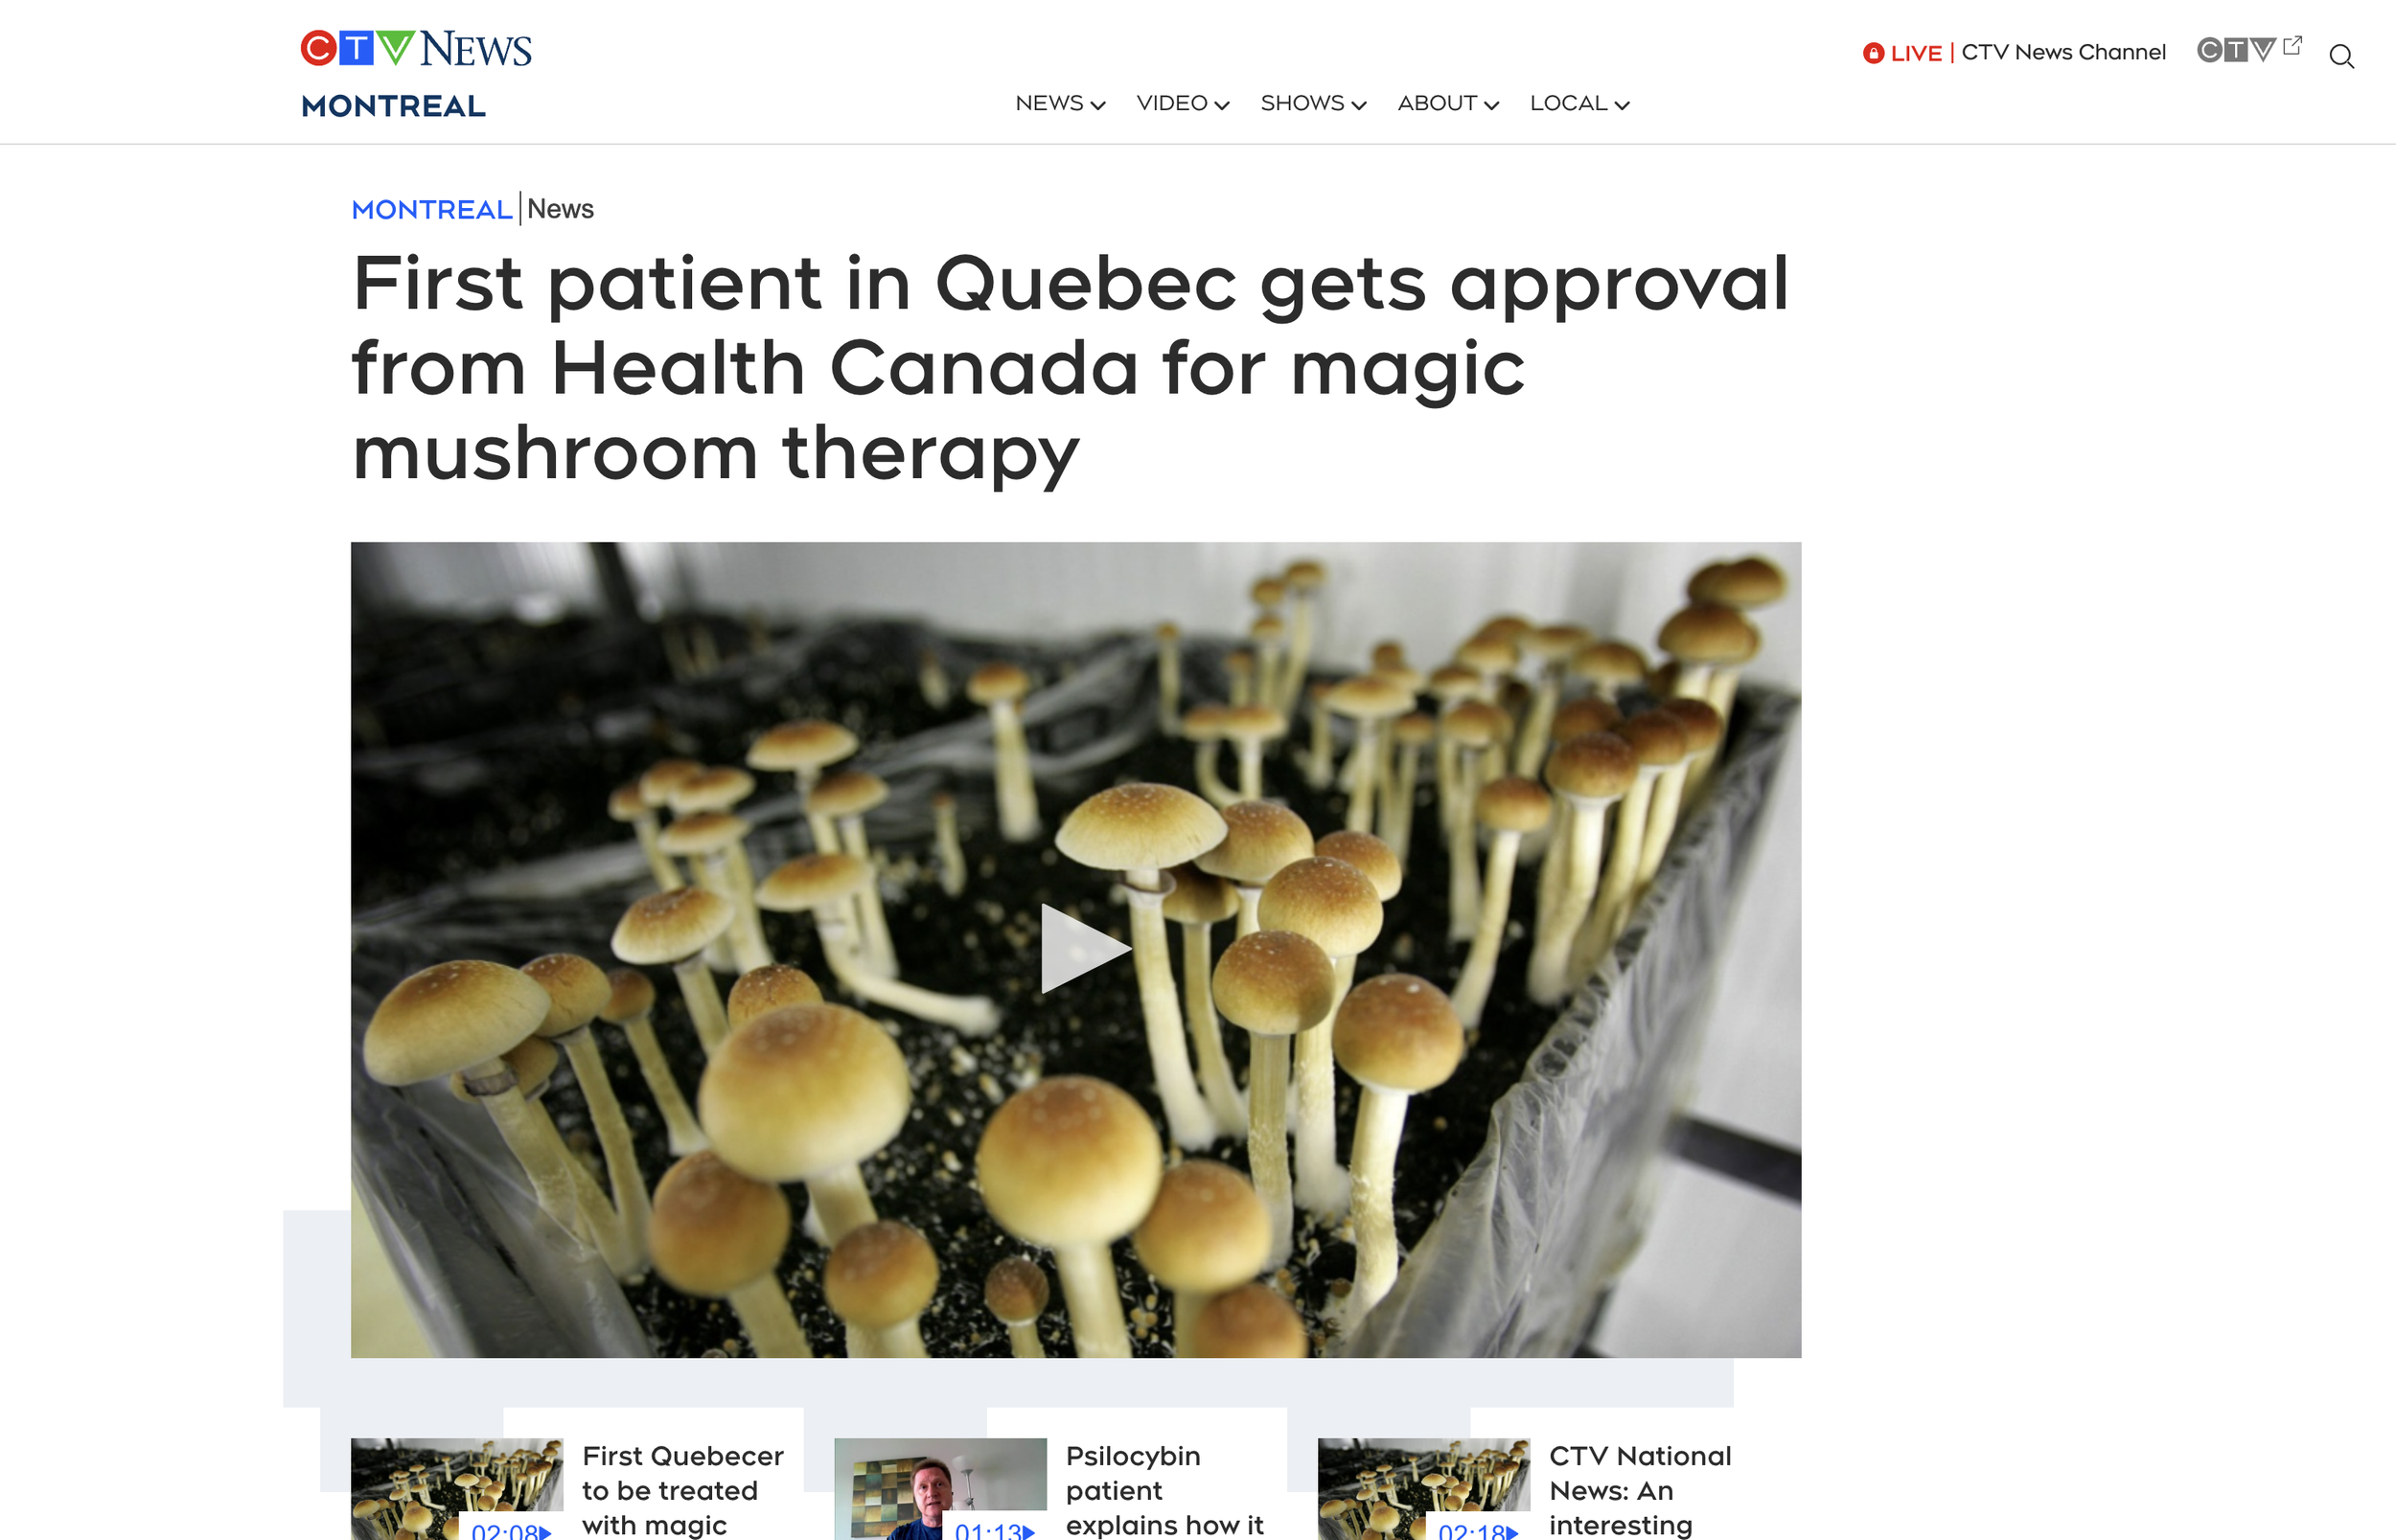 CTV NEWS
LIVE | CTV News Channel
CTV
MONTREAL
NEWS
VIDEO
SHOWS
ABOUT
LOCAL
MONTREAL | News
First patient in Quebec gets approval
from Health Canada for magic
mushroom therapy
First Quebecer
to be treated
with magic
02:08
Psilocybin
patient
explains how it
01:13
CTV National
News: An
interesting
02:18